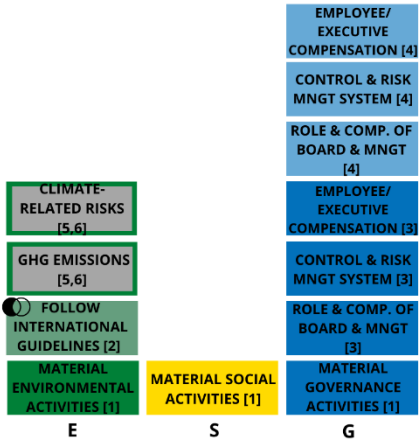 EMPLOYEE/
EXECUTIVE
COMPENSATION [4]
CONTROL & RISK
MNGT SYSTEM [4]
ROLE & COMP. OF
BOARD & MNGT
[4]
CLIMATE-
RELATED RISKS
[5,6]
EMPLOYEE/
EXECUTIVE
COMPENSATION [3]
GHG EMISSIONS
[5,6]
CONTROL & RISK
MNGT SYSTEM [3]
FOLLOW
INTERNATIONAL
GUIDELINES [2]
ROLE & COMP. OF
BOARD & MNGT
[3]
MATERIAL
ENVIRONMENTAL
ACTIVITIES [1]
MATERIAL SOCIAL
ACTIVITIES [1]
MATERIAL
GOVERNANCE
ACTIVITIES [1]
E S G